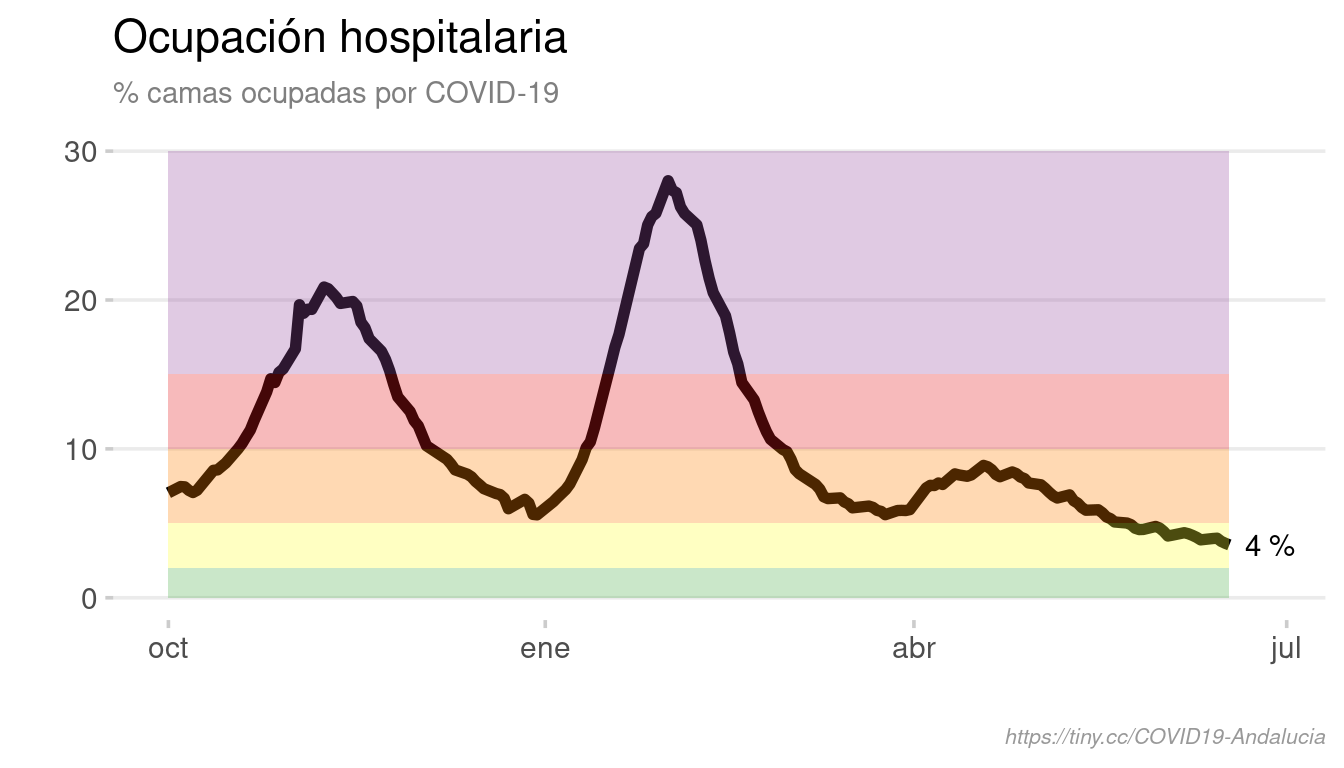 Ocupación hospitalaria
% camas ocupadas por COVID-19
30
20
10
0
4 %
oct ene abr jul
https://tiny.cc/COVID19-Andalucia